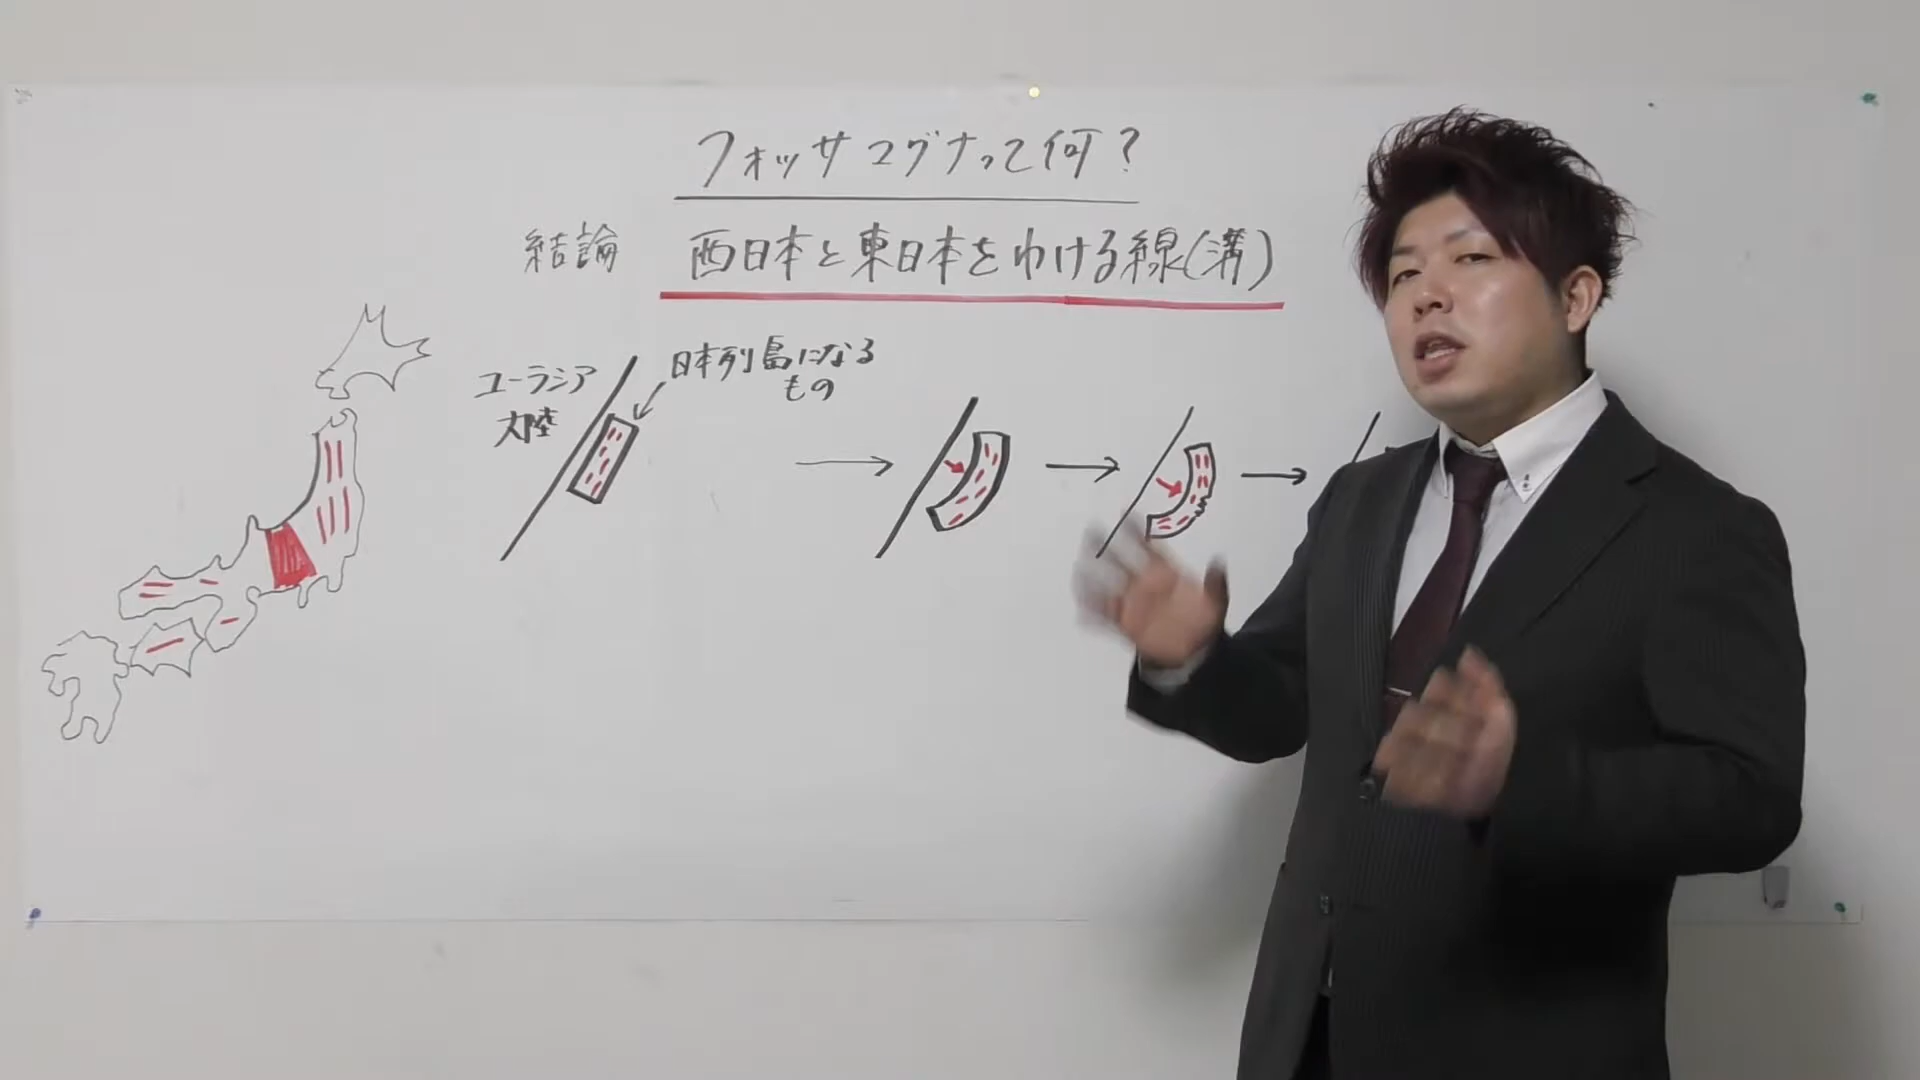 フォッサマグナって何？
結論 西日本と東日本をわける線(溝)
ユーラシア
大陸
日本列島になる
もの